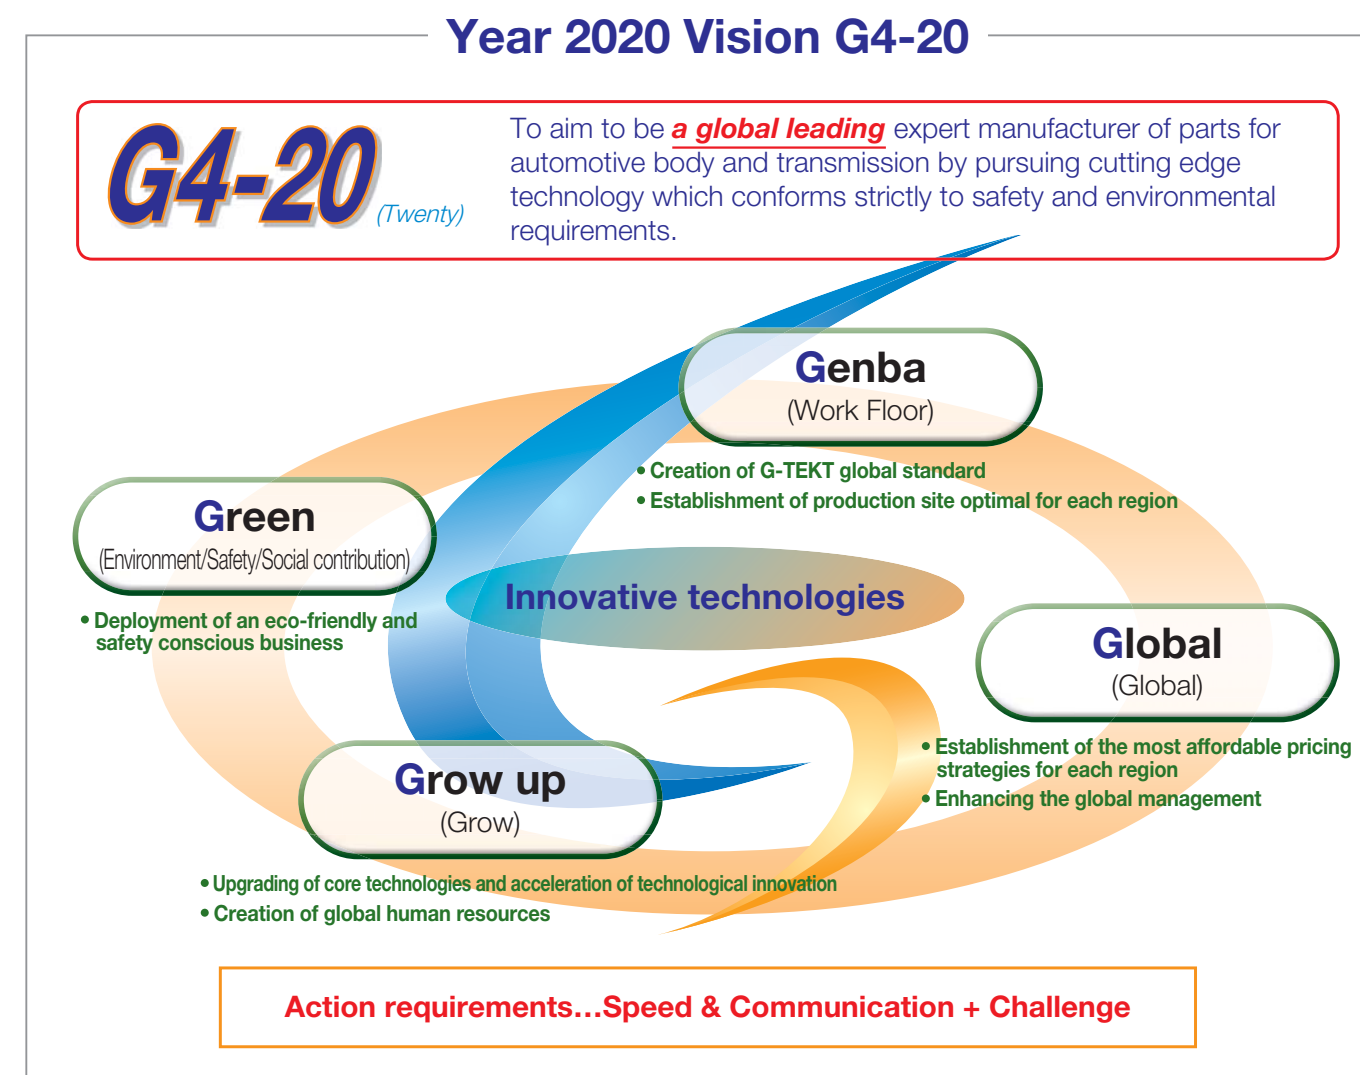 Year 2020 Vision G4-20
G4-20 (Twenty)
To aim to be a global leading expert manufacturer of parts for
automotive body and transmission by pursuing cutting edge
technology which conforms strictly to safety and environmental
requirements.
Genba
(Work Floor)
• Creation of G-TEKT global standard
• Establishment of production site optimal for each region
Green
(Environment/Safety/Social contribution)
• Deployment of an eco-friendly and
safety conscious business
Innovative technologies
Global
(Global)
• Establishment of the most affordable pricing
strategies for each region
• Enhancing the global management
Grow up
(Grow)
• Upgrading of core technologies and acceleration of technological innovation
• Creation of global human resources
Action requirements...Speed & Communication + Challenge